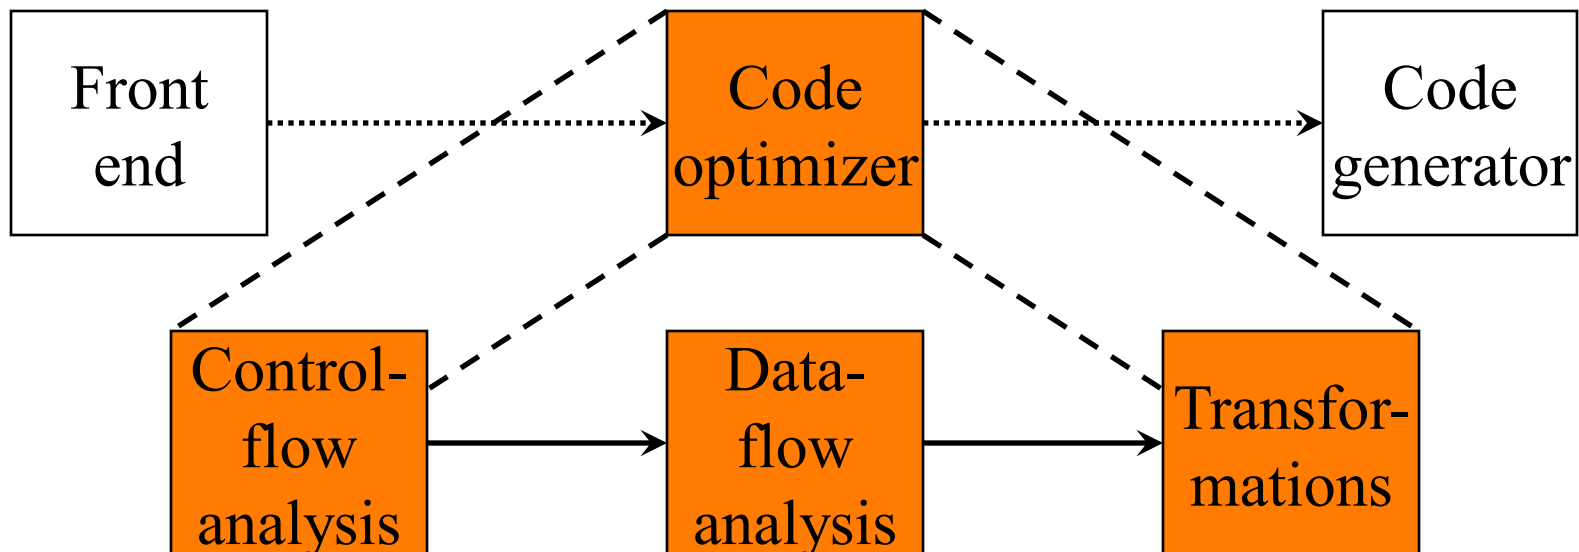 Front
end
Code
optimizer
Code
generator
Control-
flow
analysis
Data-
flow
analysis
Transfor-
mations